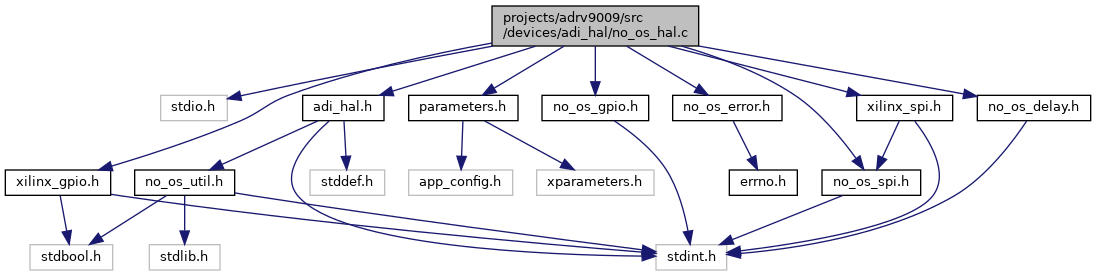 projects/adrv9009/src
/devices/adi_hal/no_os_hal.c
stdio.h
adi_hal.h
parameters.h
no_os_gpio.h
no_os_error.h
xilinx_spi.h
no_os_delay.h
xilinx_gpio.h
no_os_util.h
stddef.h
app_config.h
xparameters.h
errno.h
no_os_spi.h
stdbool.h
stdlib.h
stdint.h